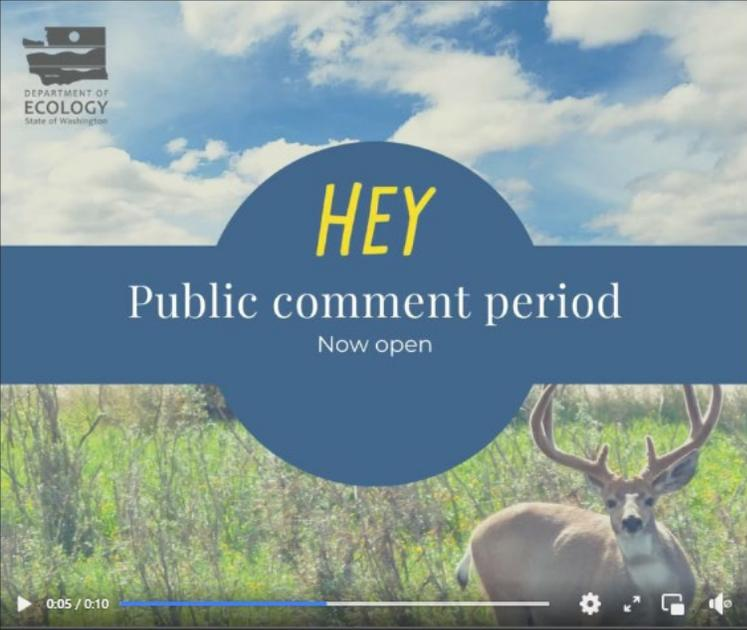 DEPARTMENT OF
ECOLOGY
State of Washington
HEY
Public comment period
Now open
0:05 / 0:10